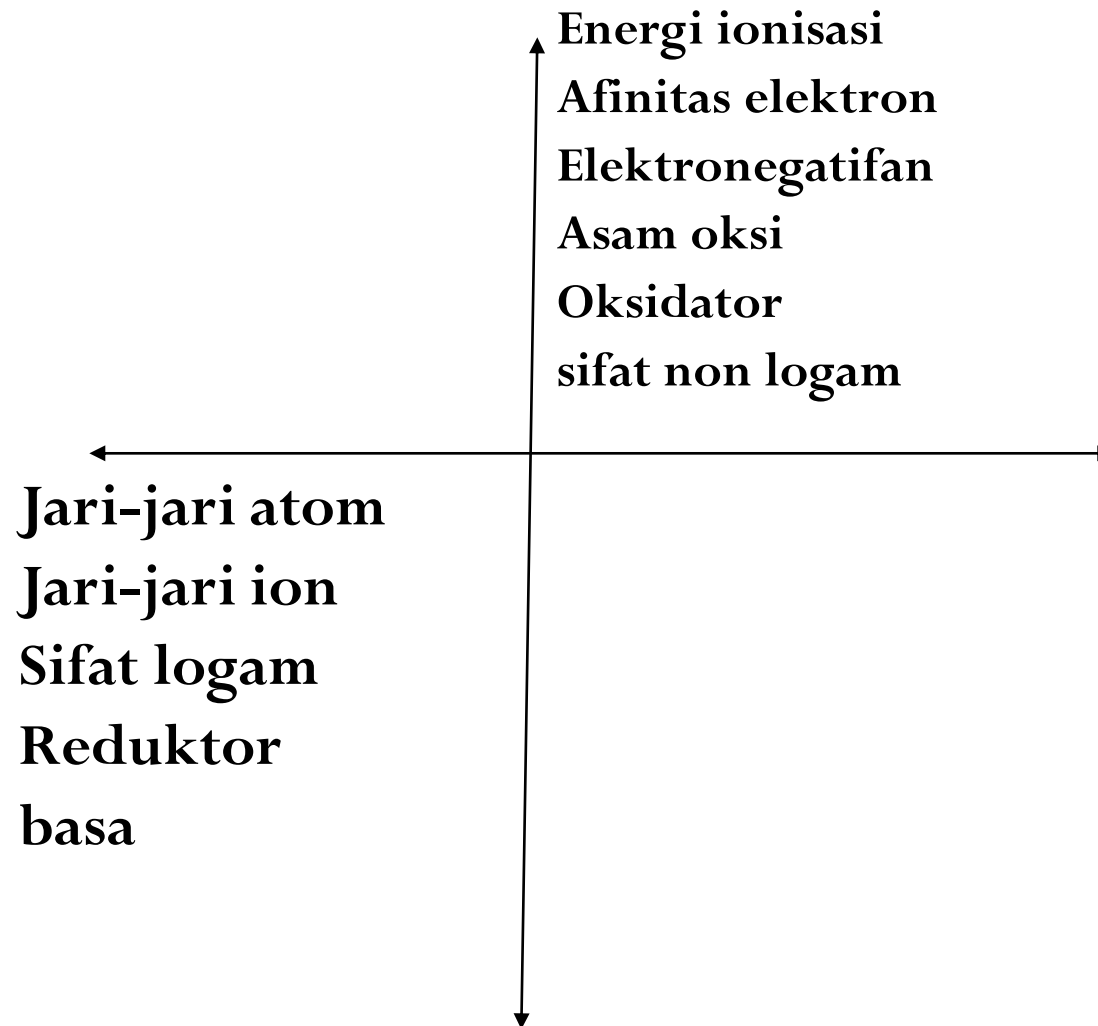 Energi ionisasi
Afinitas elektron
Elektronegatifan
Asam oksi
Oksidator
sifat non logam
Jari-jari atom
Jari-jari ion
Sifat logam
Reduktor
basa